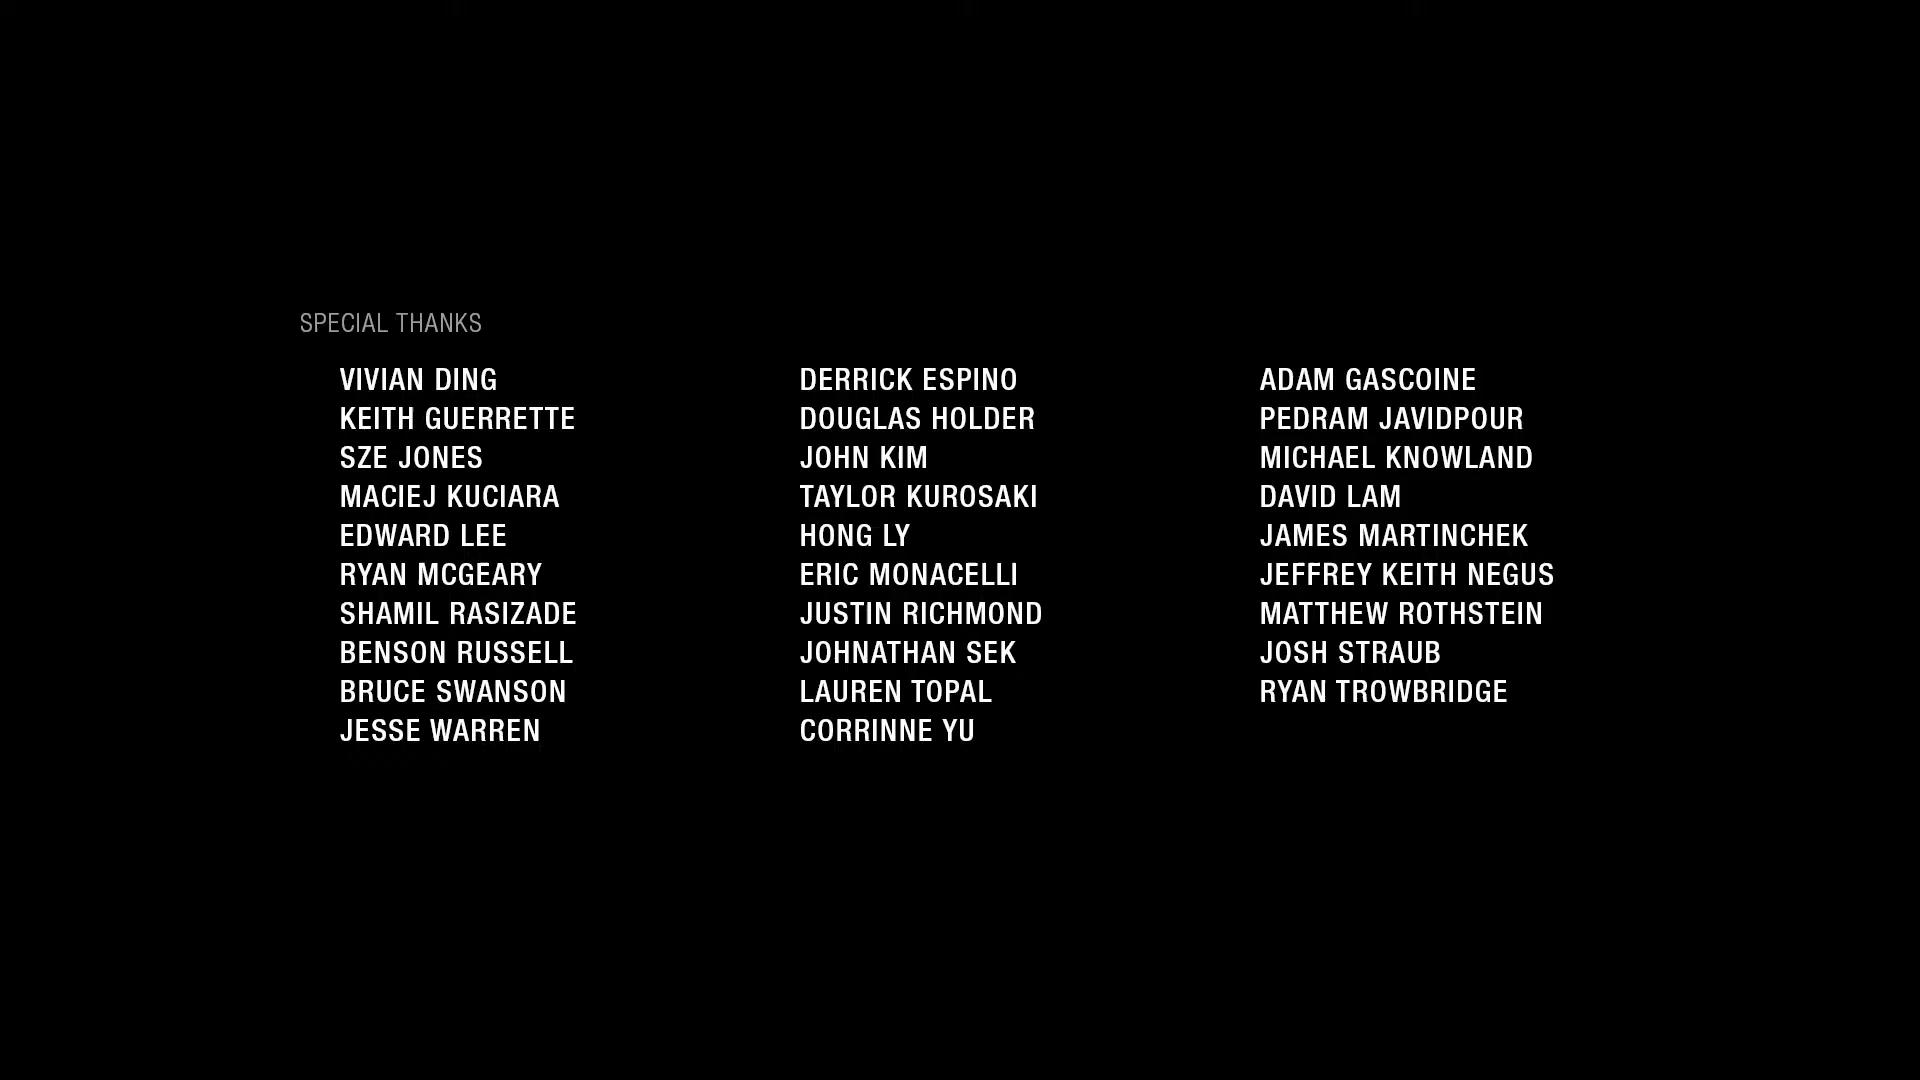 SPECIAL THANKS
VIVIAN DING
KEITH GUERRETTE
SZE JONES
MACIEJ KUCIARA
EDWARD LEE
RYAN MCGEARY
SHAMIL RASIZADE
BENSON RUSSELL
BRUCE SWANSON
JESSE WARREN
DERRICK ESPINO
DOUGLAS HOLDER
JOHN KIM
TAYLOR KUROSAKI
HONG LY
ERIC MONACELLI
JUSTIN RICHMOND
JOHNATHAN SEK
LAUREN TOPAL
CORRINNE YU
ADAM GASCOINE
PEDRAM JAVIDPOUR
MICHAEL KNOWLAND
DAVID LAM
JAMES MARTINCHEK
JEFFREY KEITH NEGUS
MATTHEW ROTHSTEIN
JOSH STRAUB
RYAN TROWBRIDGE